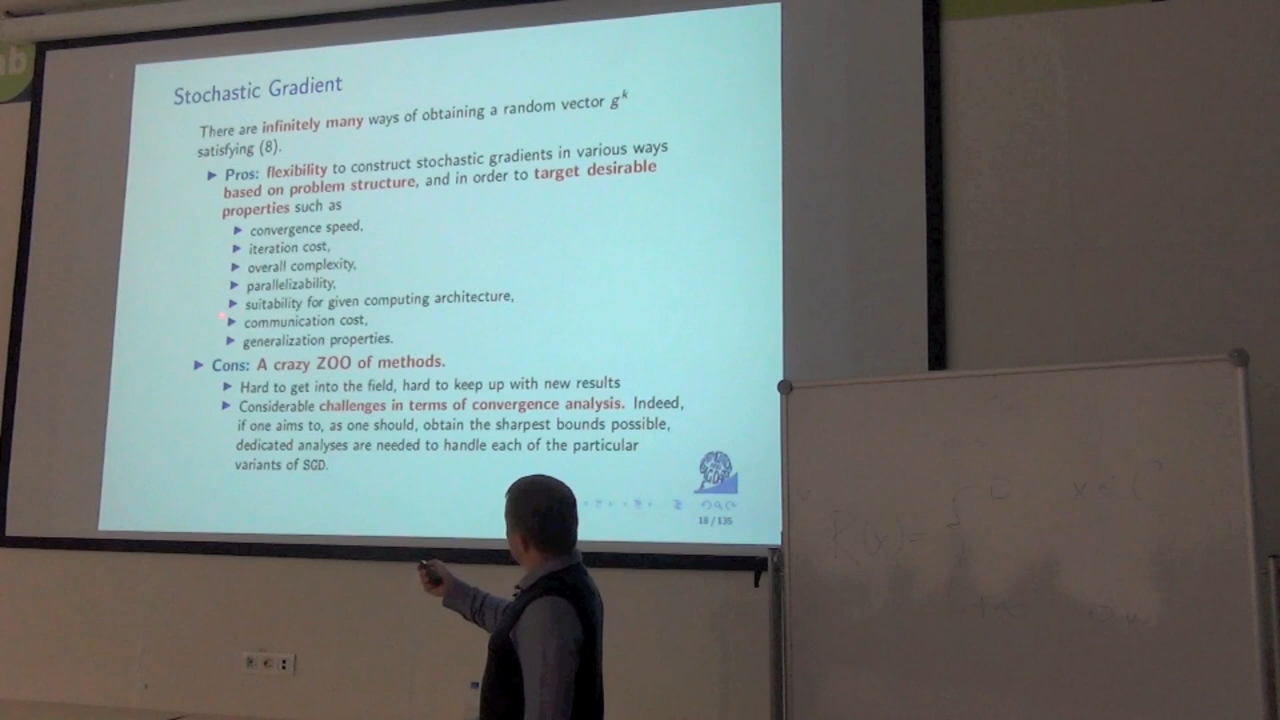 Stochastic Gradient
There are infinitely many ways of obtaining a random vector g^k
satisfying (8).
▶ Pros: flexibility to construct stochastic gradients in various ways
based on problem structure, and in order to target desirable
properties such as
▶ convergence speed,
▶ iteration cost,
▶ overall complexity,
▶ parallelizability,
▶ suitability for given computing architecture,
▶ communication cost,
▶ generalization properties.
▶ Cons: A crazy ZOO of methods.
▶ Hard to get into the field, hard to keep up with new results
▶ Considerable challenges in terms of convergence analysis. Indeed,
if one aims to, as one should, obtain the sharpest bounds possible,
dedicated analyses are needed to handle each of the particular
variants of SGD.
18 / 135